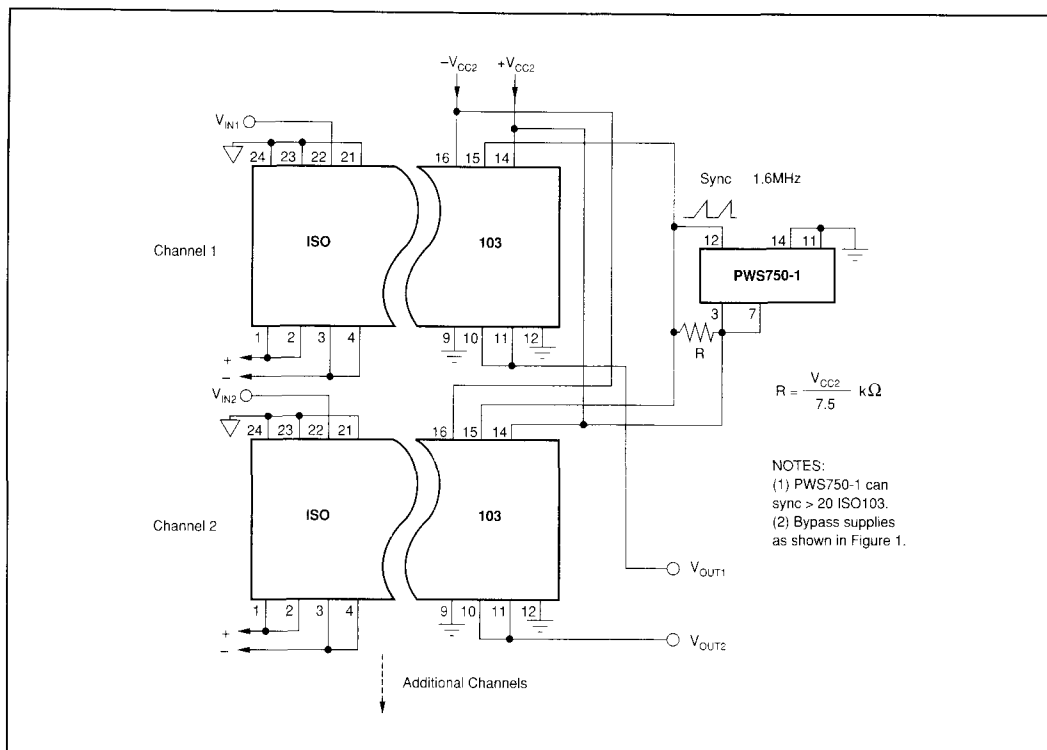 −VCC2 +VCC2
VIN1
24 23 22 21 16 15 14
Sync 1.6MHz
Channel 1 ISO 103
12 14 11
PWS750-1
3 7
1 2 3 4 9 10 11 12
+
−
R
VIN2
R = VCC2 / 7.5 kΩ
24 23 22 21 16 15 14
NOTES:
(1) PWS750-1 can
sync > 20 ISO103.
(2) Bypass supplies
as shown in Figure 1.
Channel 2 ISO 103
VOUT1
1 2 3 4 9 10 11 12
+
−
VOUT2
Additional Channels